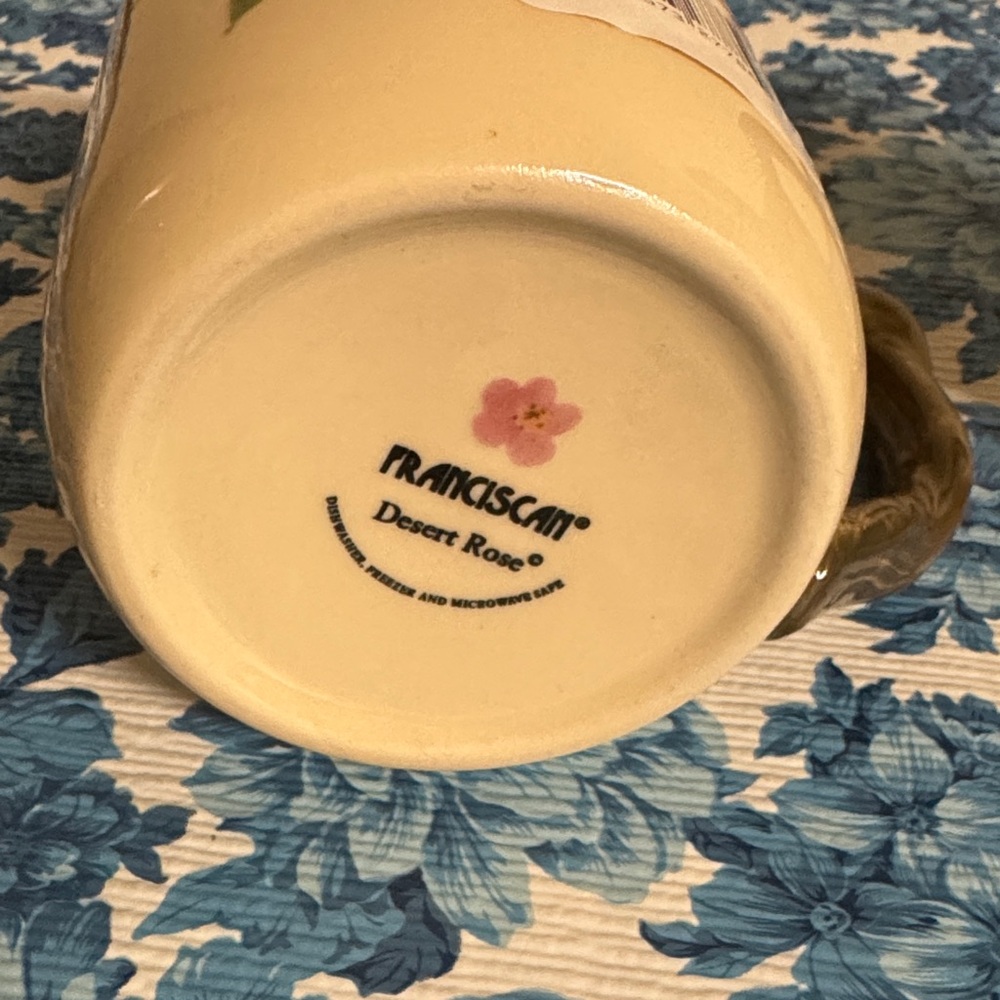 FRANCISCAN®
Desert Rose©
DISHWASHER, FREEZER AND MICROWAVE SAFE